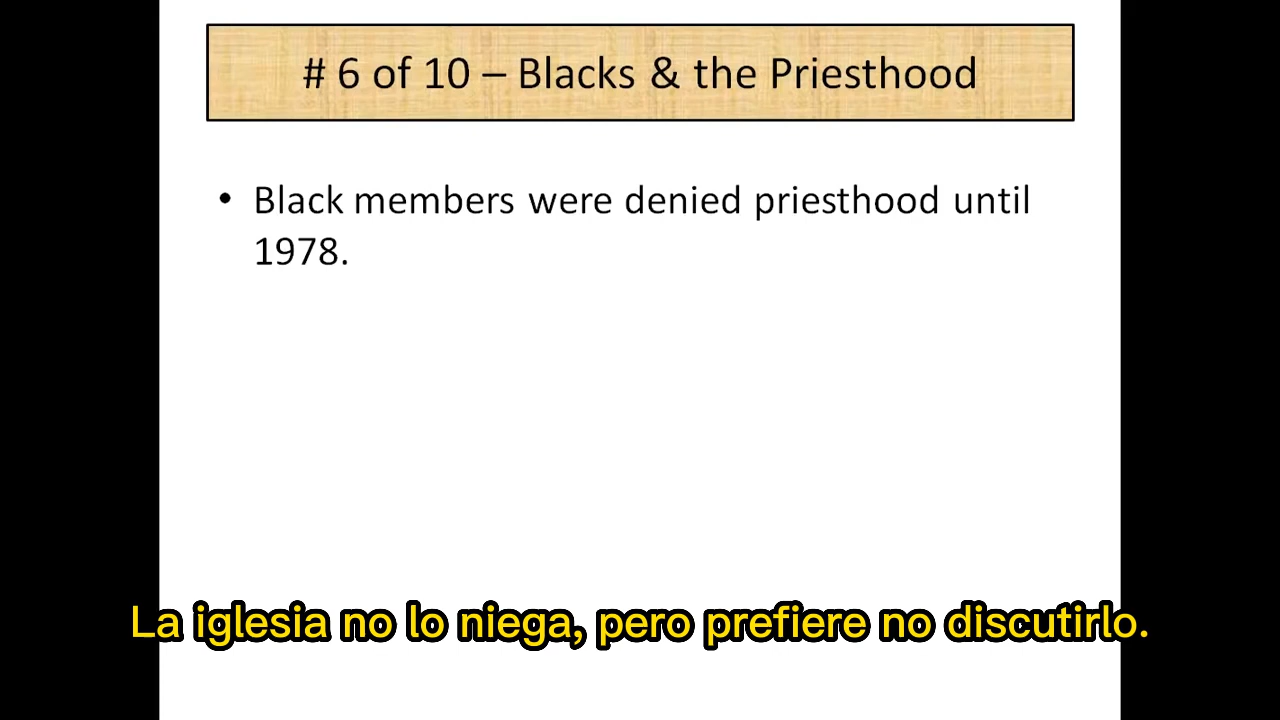 # 6 of 10 – Blacks & the Priesthood
• Black members were denied priesthood until
1978.
La iglesia no lo niega, pero prefiere no discutirlo.